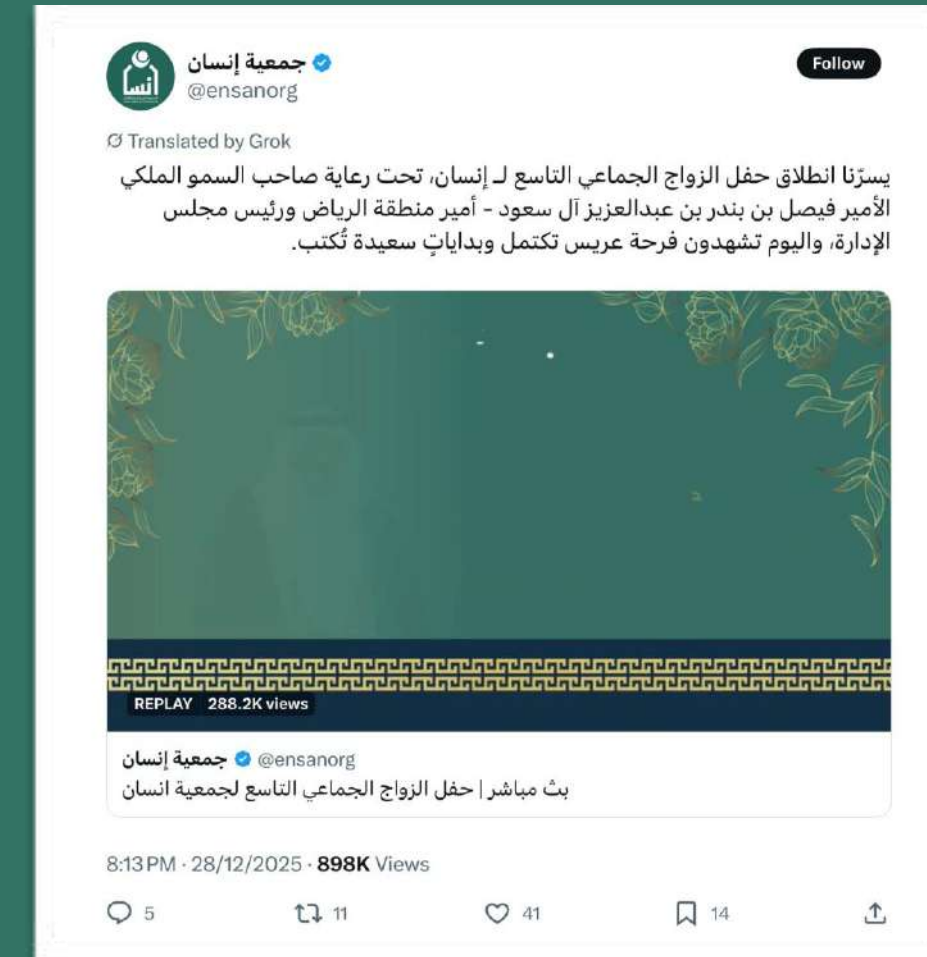 جمعية إنسان
@ensanorg
Follow
انسان
Translated by Grok
يسرّنا انطلاق حفل الزواج الجماعي التاسع لـ إنسان، تحت رعاية صاحب السمو الملكي
الأمير فيصل بن بندر بن عبدالعزيز آل سعود - أمير منطقة الرياض ورئيس مجلس
الإدارة، واليوم تشهدون فرحة عريس تكتمل وبداياتٍ سعيدة تُكتب.
REPLAY 288.2K views
جمعية إنسان @ensanorg
بث مباشر | حفل الزواج الجماعي التاسع لجمعية انسان
8:13 PM · 28/12/2025 · 898K Views
5 11 41 14